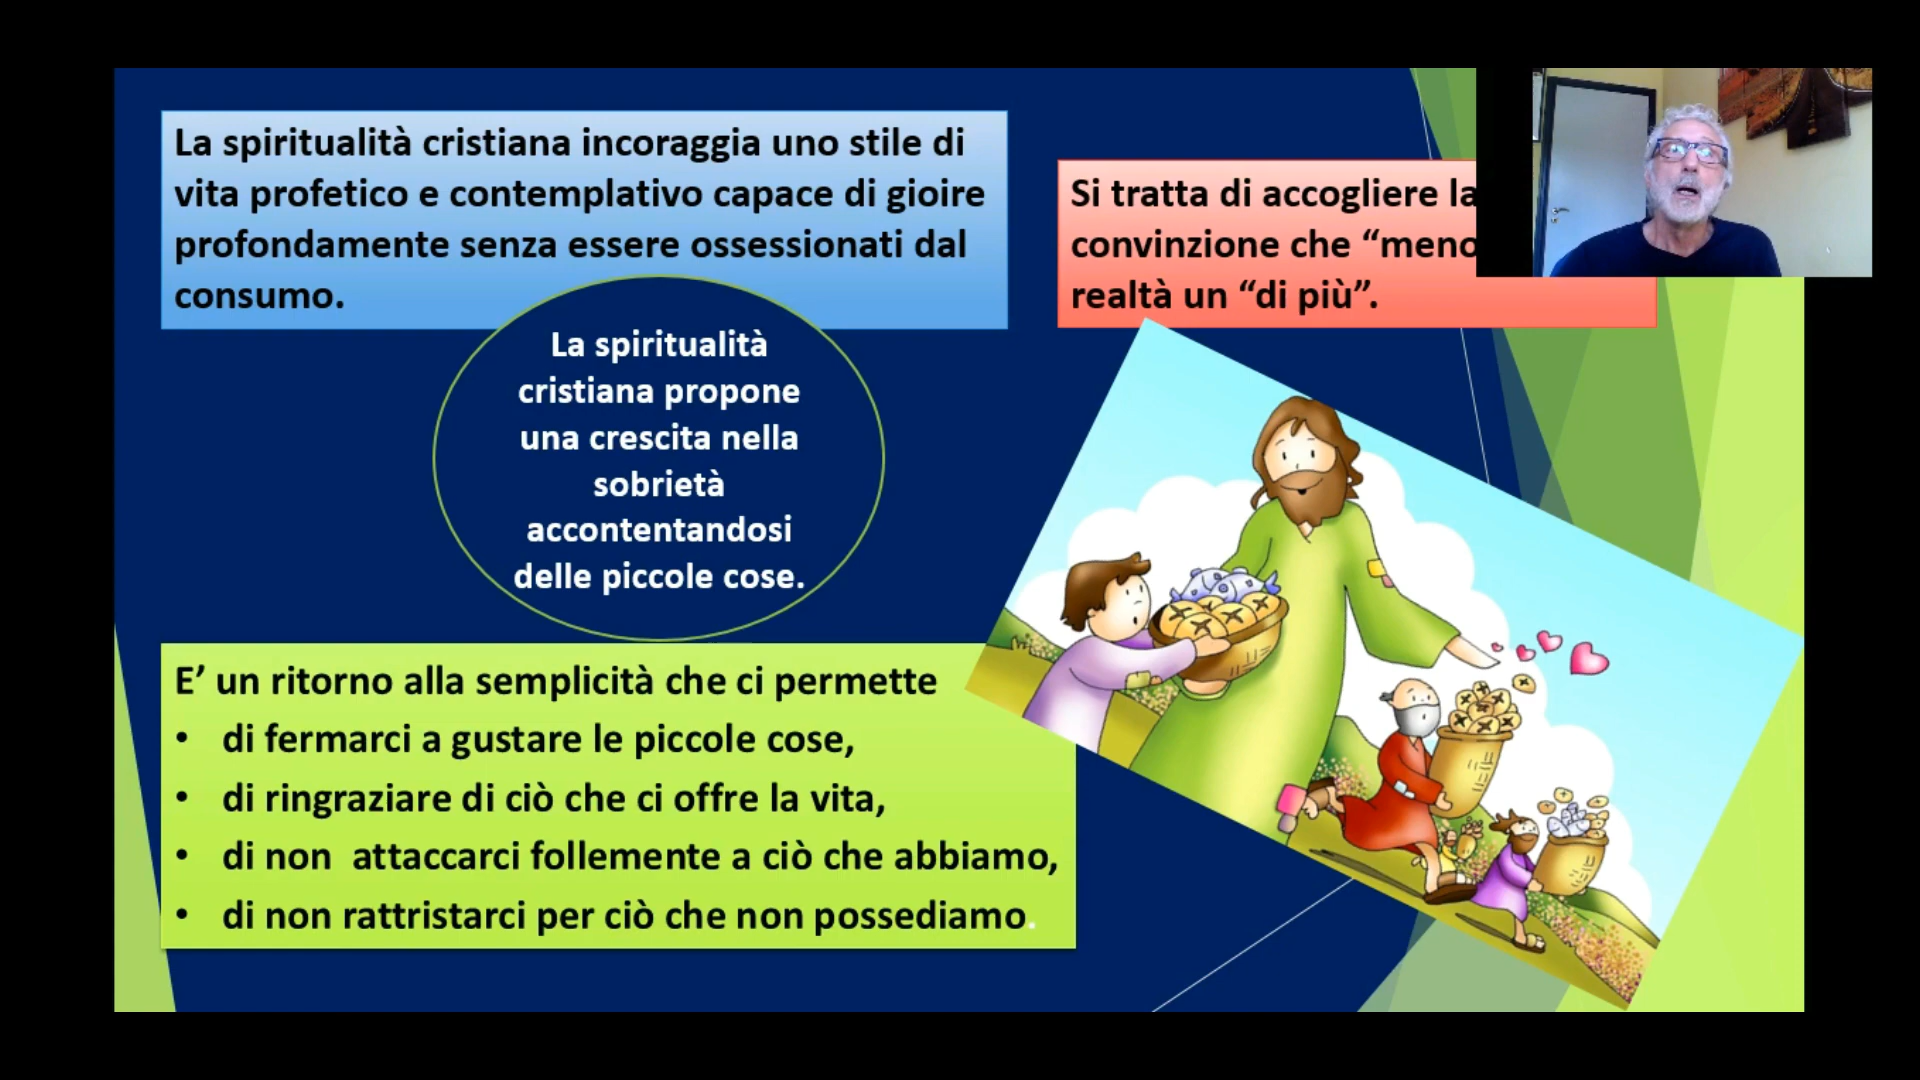 La spiritualità cristiana incoraggia uno stile di
vita profetico e contemplativo capace di gioire
profondamente senza essere ossessionati dal
consumo.
Si tratta di accogliere la
convinzione che “meno
realtà un “di più”.
La spiritualità
cristiana propone
una crescita nella
sobrietà
accontentandosi
delle piccole cose.
E’ un ritorno alla semplicità che ci permette
• di fermarci a gustare le piccole cose,
• di ringraziare di ciò che ci offre la vita,
• di non  attaccarci follemente a ciò che abbiamo,
• di non rattristarci per ciò che non possediamo.